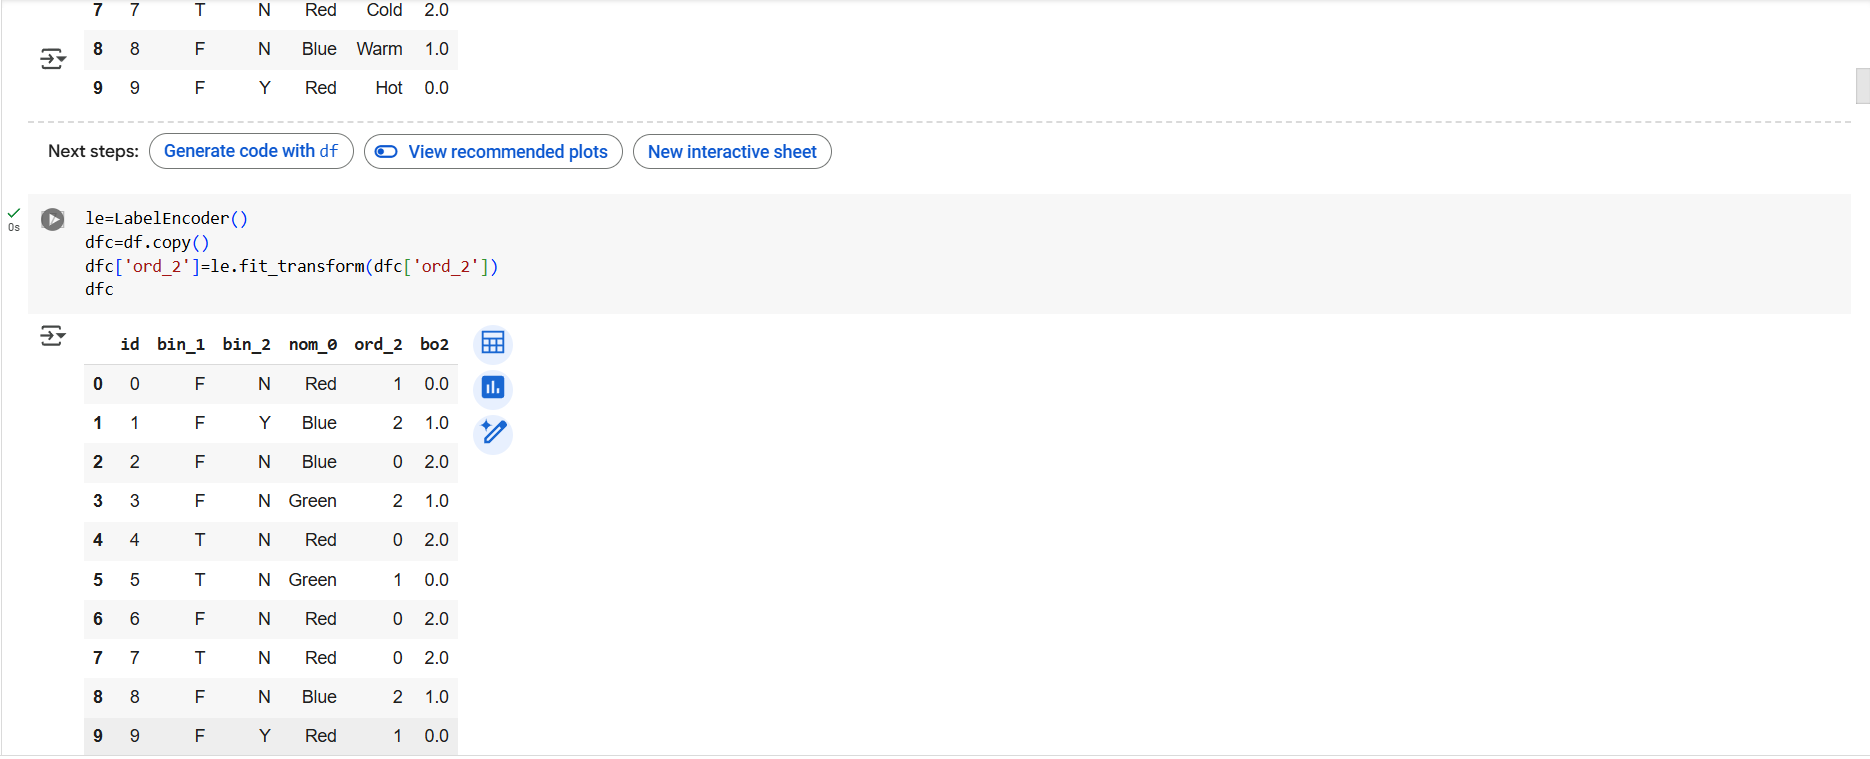 7 7 T N Red Cold 2.0
8 8 F N Blue Warm 1.0
9 9 F Y Red Hot 0.0
Next steps: Generate code with df View recommended plots New interactive sheet
0s
le=LabelEncoder()
dfc=df.copy()
dfc['ord_2']=le.fit_transform(dfc['ord_2'])
dfc
id bin_1 bin_2 nom_0 ord_2 bo2
0 0 F N Red 1 0.0
1 1 F Y Blue 2 1.0
2 2 F N Blue 0 2.0
3 3 F N Green 2 1.0
4 4 T N Red 0 2.0
5 5 T N Green 1 0.0
6 6 F N Red 0 2.0
7 7 T N Red 0 2.0
8 8 F N Blue 2 1.0
9 9 F Y Red 1 0.0